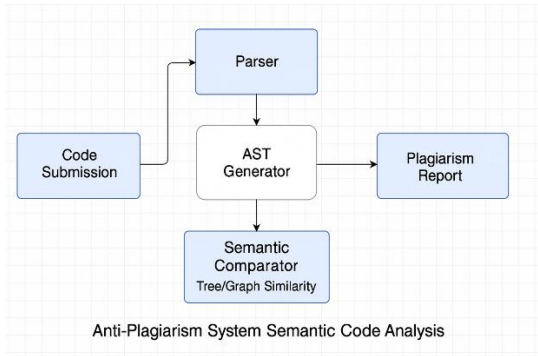 Parser
Code
Submission
AST
Generator
Plagiarism
Report
Semantic
Comparator
Tree/Graph Similarity
Anti-Plagiarism System Semantic Code Analysis